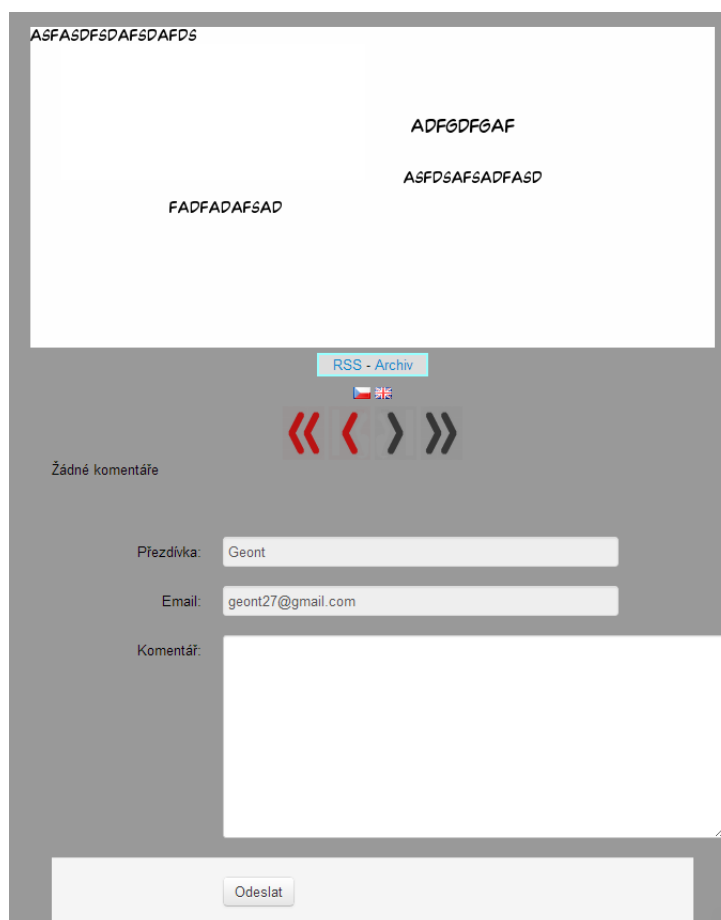 ASFASDFSDAFSDAFDS
ADFGDFGAF
ASFDSAFSADFASD
FADFADAFSAD
RSS - Archiv
Žádné komentáře
Přezdívka: Geont
Email: geont27@gmail.com
Komentář:
Odeslat